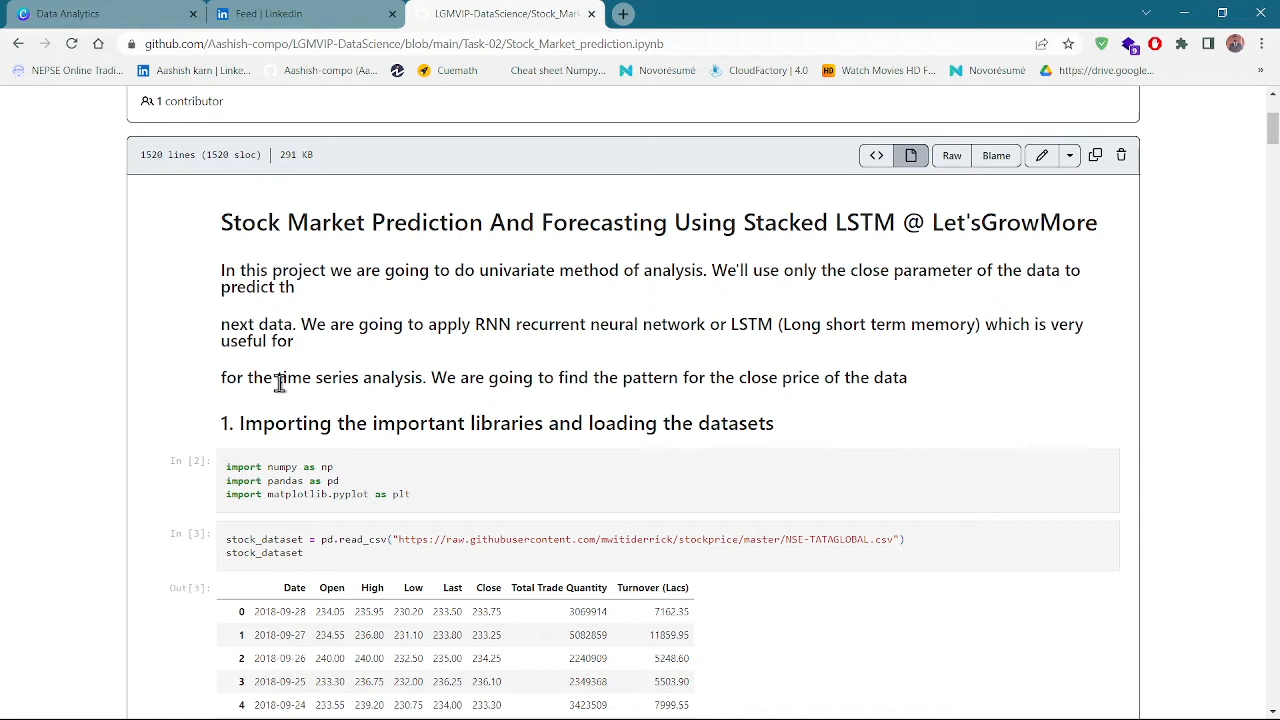 Data Analytics
Feed | LinkedIn
LGMVIP-DataScience/Stock_Mark
github.com/Aashish-compo/LGMVIP-DataScience/blob/main/Task-02/Stock_Market_prediction.ipynb
NEPSE Online Tradi...
Aashish karn | Linke...
Aashish-compo (Aa...
Cuemath
Cheat sheet Numpy...
Novorésumé
CloudFactory | 4.0
Watch Movies HD F...
Novorésumé
https://drive.google...
»
1 contributor
1520 lines (1520 sloc) | 291 KB
Raw
Blame
Stock Market Prediction And Forecasting Using Stacked LSTM @ Let'sGrowMore
In this project we are going to do univariate method of analysis. We'll use only the close parameter of the data to
predict th
next data. We are going to apply RNN recurrent neural network or LSTM (Long short term memory) which is very
useful for
for the time series analysis. We are going to find the pattern for the close price of the data
1. Importing the important libraries and loading the datasets
In [2]:
import numpy as np
import pandas as pd
import matplotlib.pyplot as plt
In [3]:
stock_dataset = pd.read_csv("https://raw.githubusercontent.com/mwitiderrick/stockprice/master/NSE-TATAGLOBAL.csv")
stock_dataset
Out[3]:
Date Open High Low Last Close Total Trade Quantity Turnover (Lacs)
0 2018-09-28 234.05 235.95 230.20 233.50 233.75 3069914 7162.35
1 2018-09-27 234.55 236.80 231.10 233.80 233.25 5082859 11859.95
2 2018-09-26 240.00 240.00 232.50 235.00 234.25 2240909 5248.60
3 2018-09-25 233.30 236.75 232.00 236.25 236.10 2349368 5503.90
4 2018-09-24 233.55 239.20 230.75 234.00 233.30 3423509 7999.55